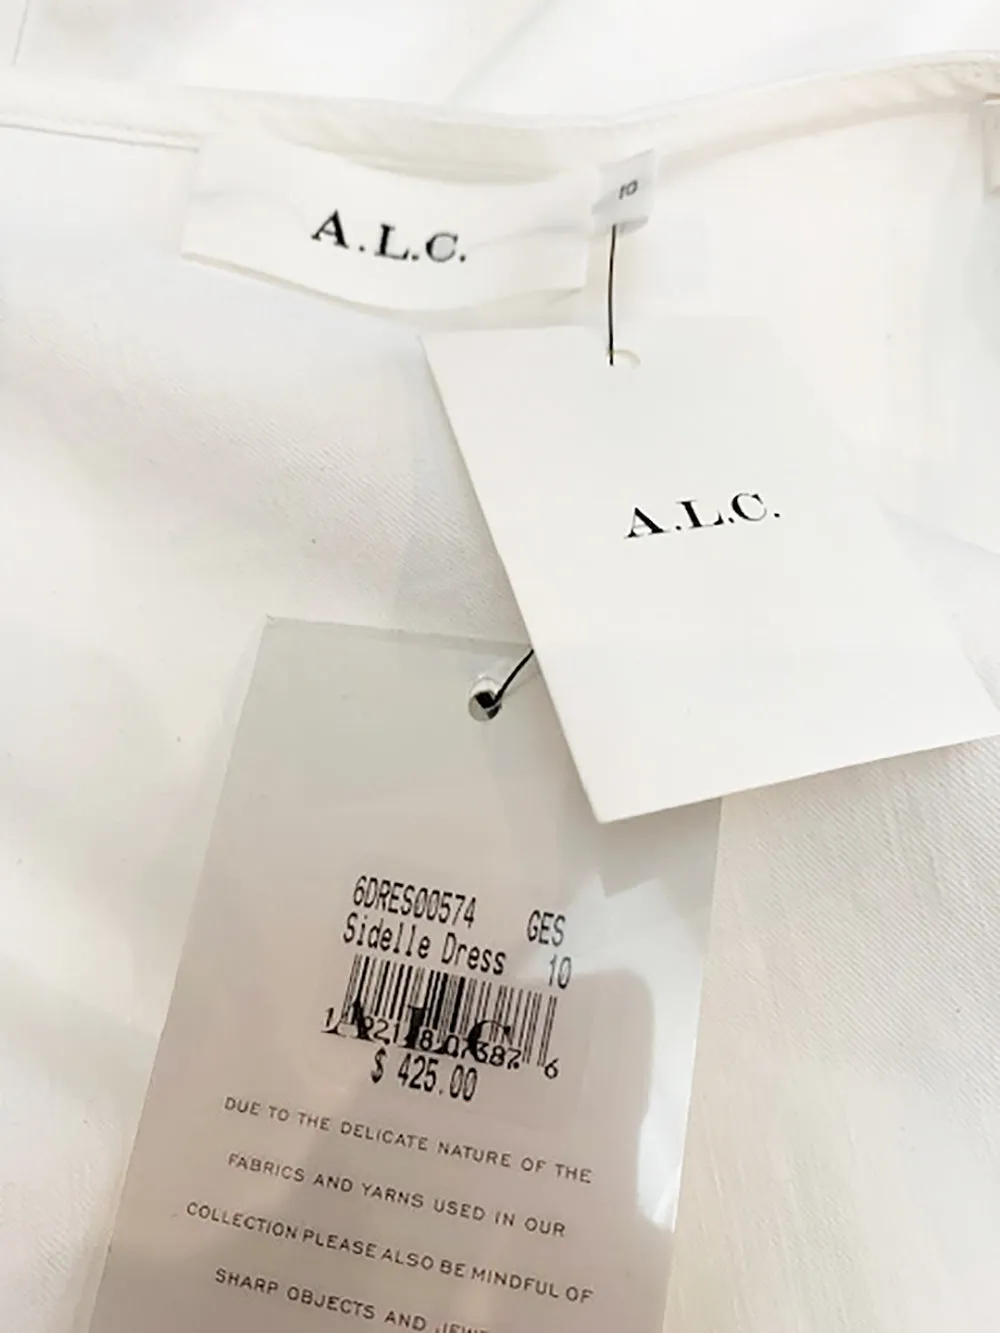 A.L.C.
10
A.L.C.
6DRES00574 GES
Sidelle Dress 10
$ 425.00
DUE TO THE DELICATE NATURE OF THE
FABRICS AND YARNS USED IN OUR
COLLECTION PLEASE ALSO BE MINDFUL OF
SHARP OBJECTS AND